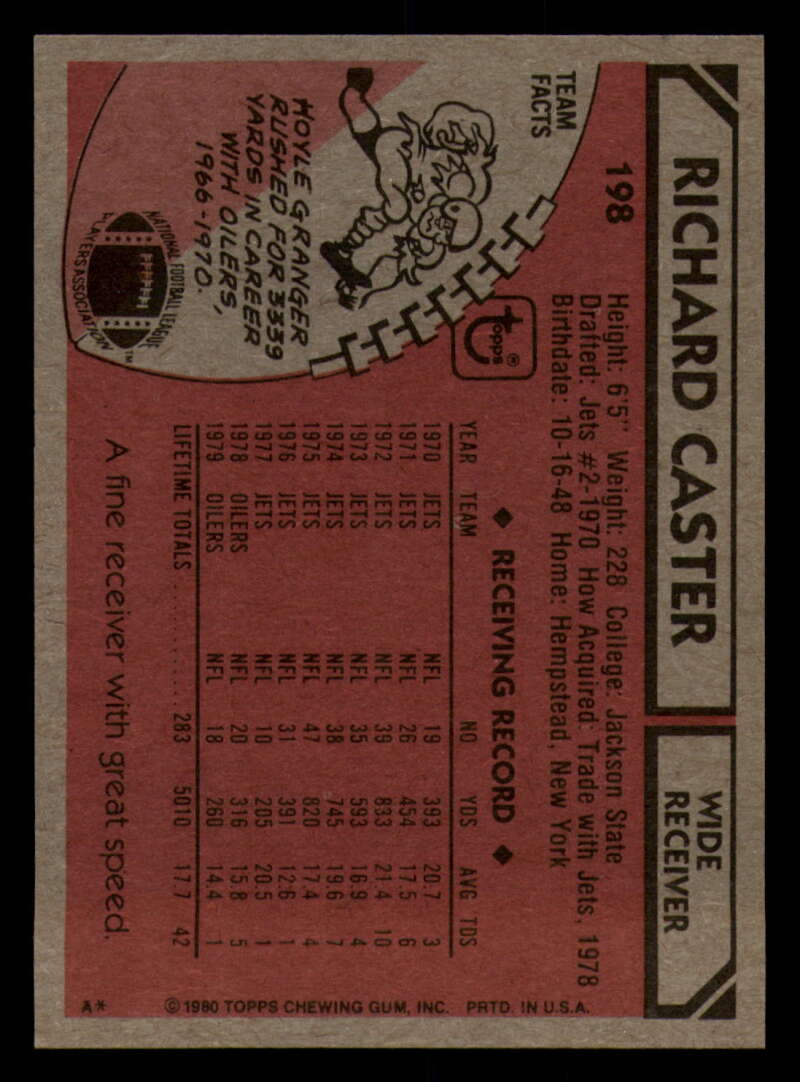 RICHARD CASTER
WIDE
RECEIVER
198
Height: 6'5" Weight: 228 College: Jackson State
Drafted: Jets #2-1970 How Acquired: Trade with Jets, 1978
Birthdate: 10-16-48 Home: Hempstead, New York
TEAM
FACTS
HOYLE GRANGER
RUSHED FOR 3339
YARDS IN CAREER
WITH OILERS,
1966-1970.
NATIONAL FOOTBALL LEAGUE
PLAYERS ASSOCIATION™
topps®
◆ RECEIVING RECORD ◆
YEAR TEAM NO YDS AVG TDS
1970 JETS NFL 19 393 20.7 3
1971 JETS NFL 26 454 17.5 6
1972 JETS NFL 39 833 21.4 10
1973 JETS NFL 35 593 16.9 4
1974 JETS NFL 38 745 19.6 7
1975 JETS NFL 47 820 17.4 4
1976 JETS NFL 31 391 12.6 1
1977 JETS NFL 10 205 20.5 1
1978 OILERS NFL 20 316 15.8 5
1979 OILERS NFL 18 260 14.4 1
LIFETIME TOTALS .......... 283 5010 17.7 42
A fine receiver with great speed.
A* ©1980 TOPPS CHEWING GUM, INC. PRTD. IN U.S.A.